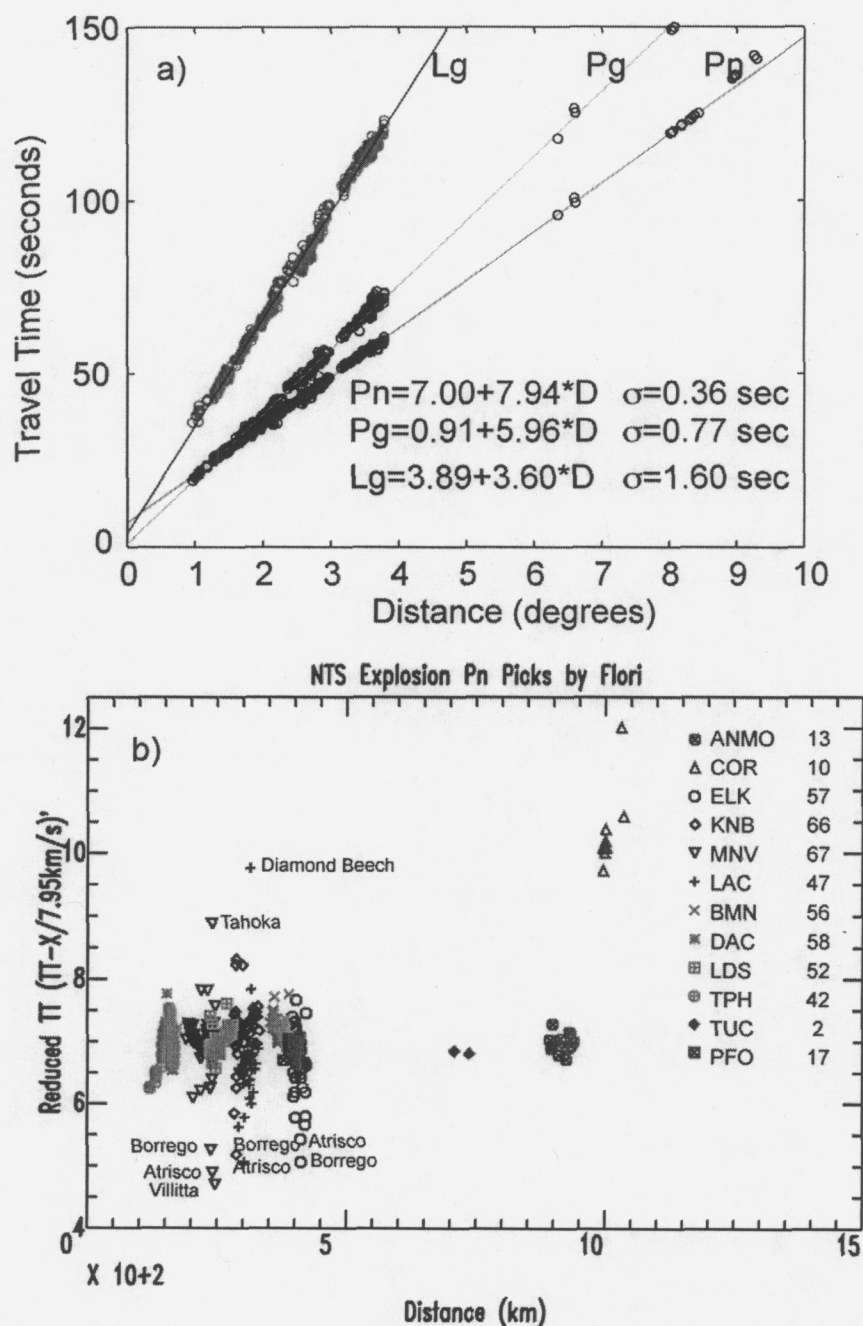 a)
Lg
Pg
Pn
150
100
50
0
Travel Time (seconds)
Pn=7.00+7.94*D σ=0.36 sec
Pg=0.91+5.96*D σ=0.77 sec
Lg=3.89+3.60*D σ=1.60 sec
0 1 2 3 4 5 6 7 8 9 10
Distance (degrees)
NTS Explosion Pn Picks by Flori
b)
12
10
8
6
4
Reduced TT (TT-X/7.95km/s)'
ANMO 13
COR 10
ELK 57
KNB 66
MNV 67
LAC 47
BMN 56
DAC 58
LDS 52
TPH 42
TUC 2
PFO 17
Diamond Beech
Tahoka
Borrego
Atrisco
Villitta
Borrego
Atrisco
Atrisco
Borrego
0 5 10 15
X 10+2
Distance (km)